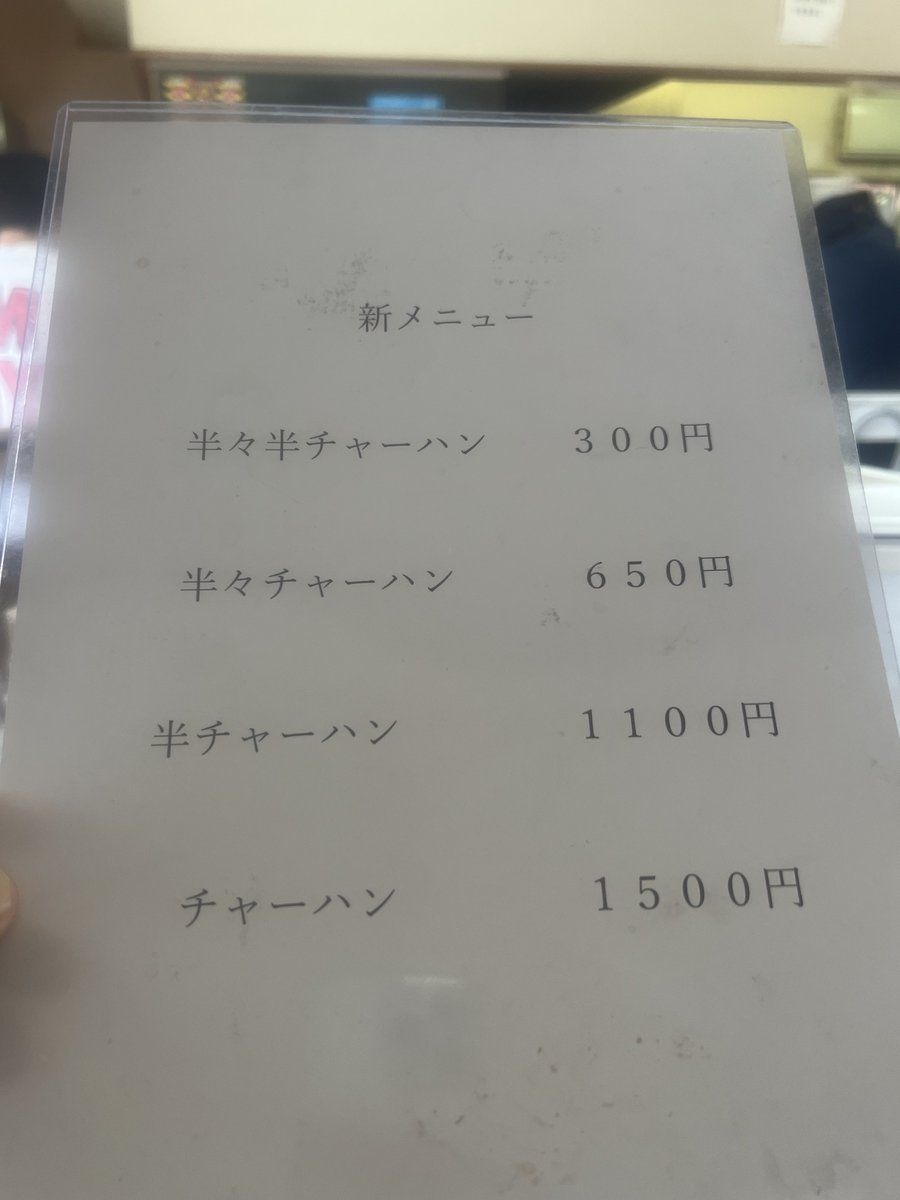 新メニュー
半々半チャーハン　３００円
半々チャーハン　６５０円
半チャーハン　１１００円
チャーハン　１５００円